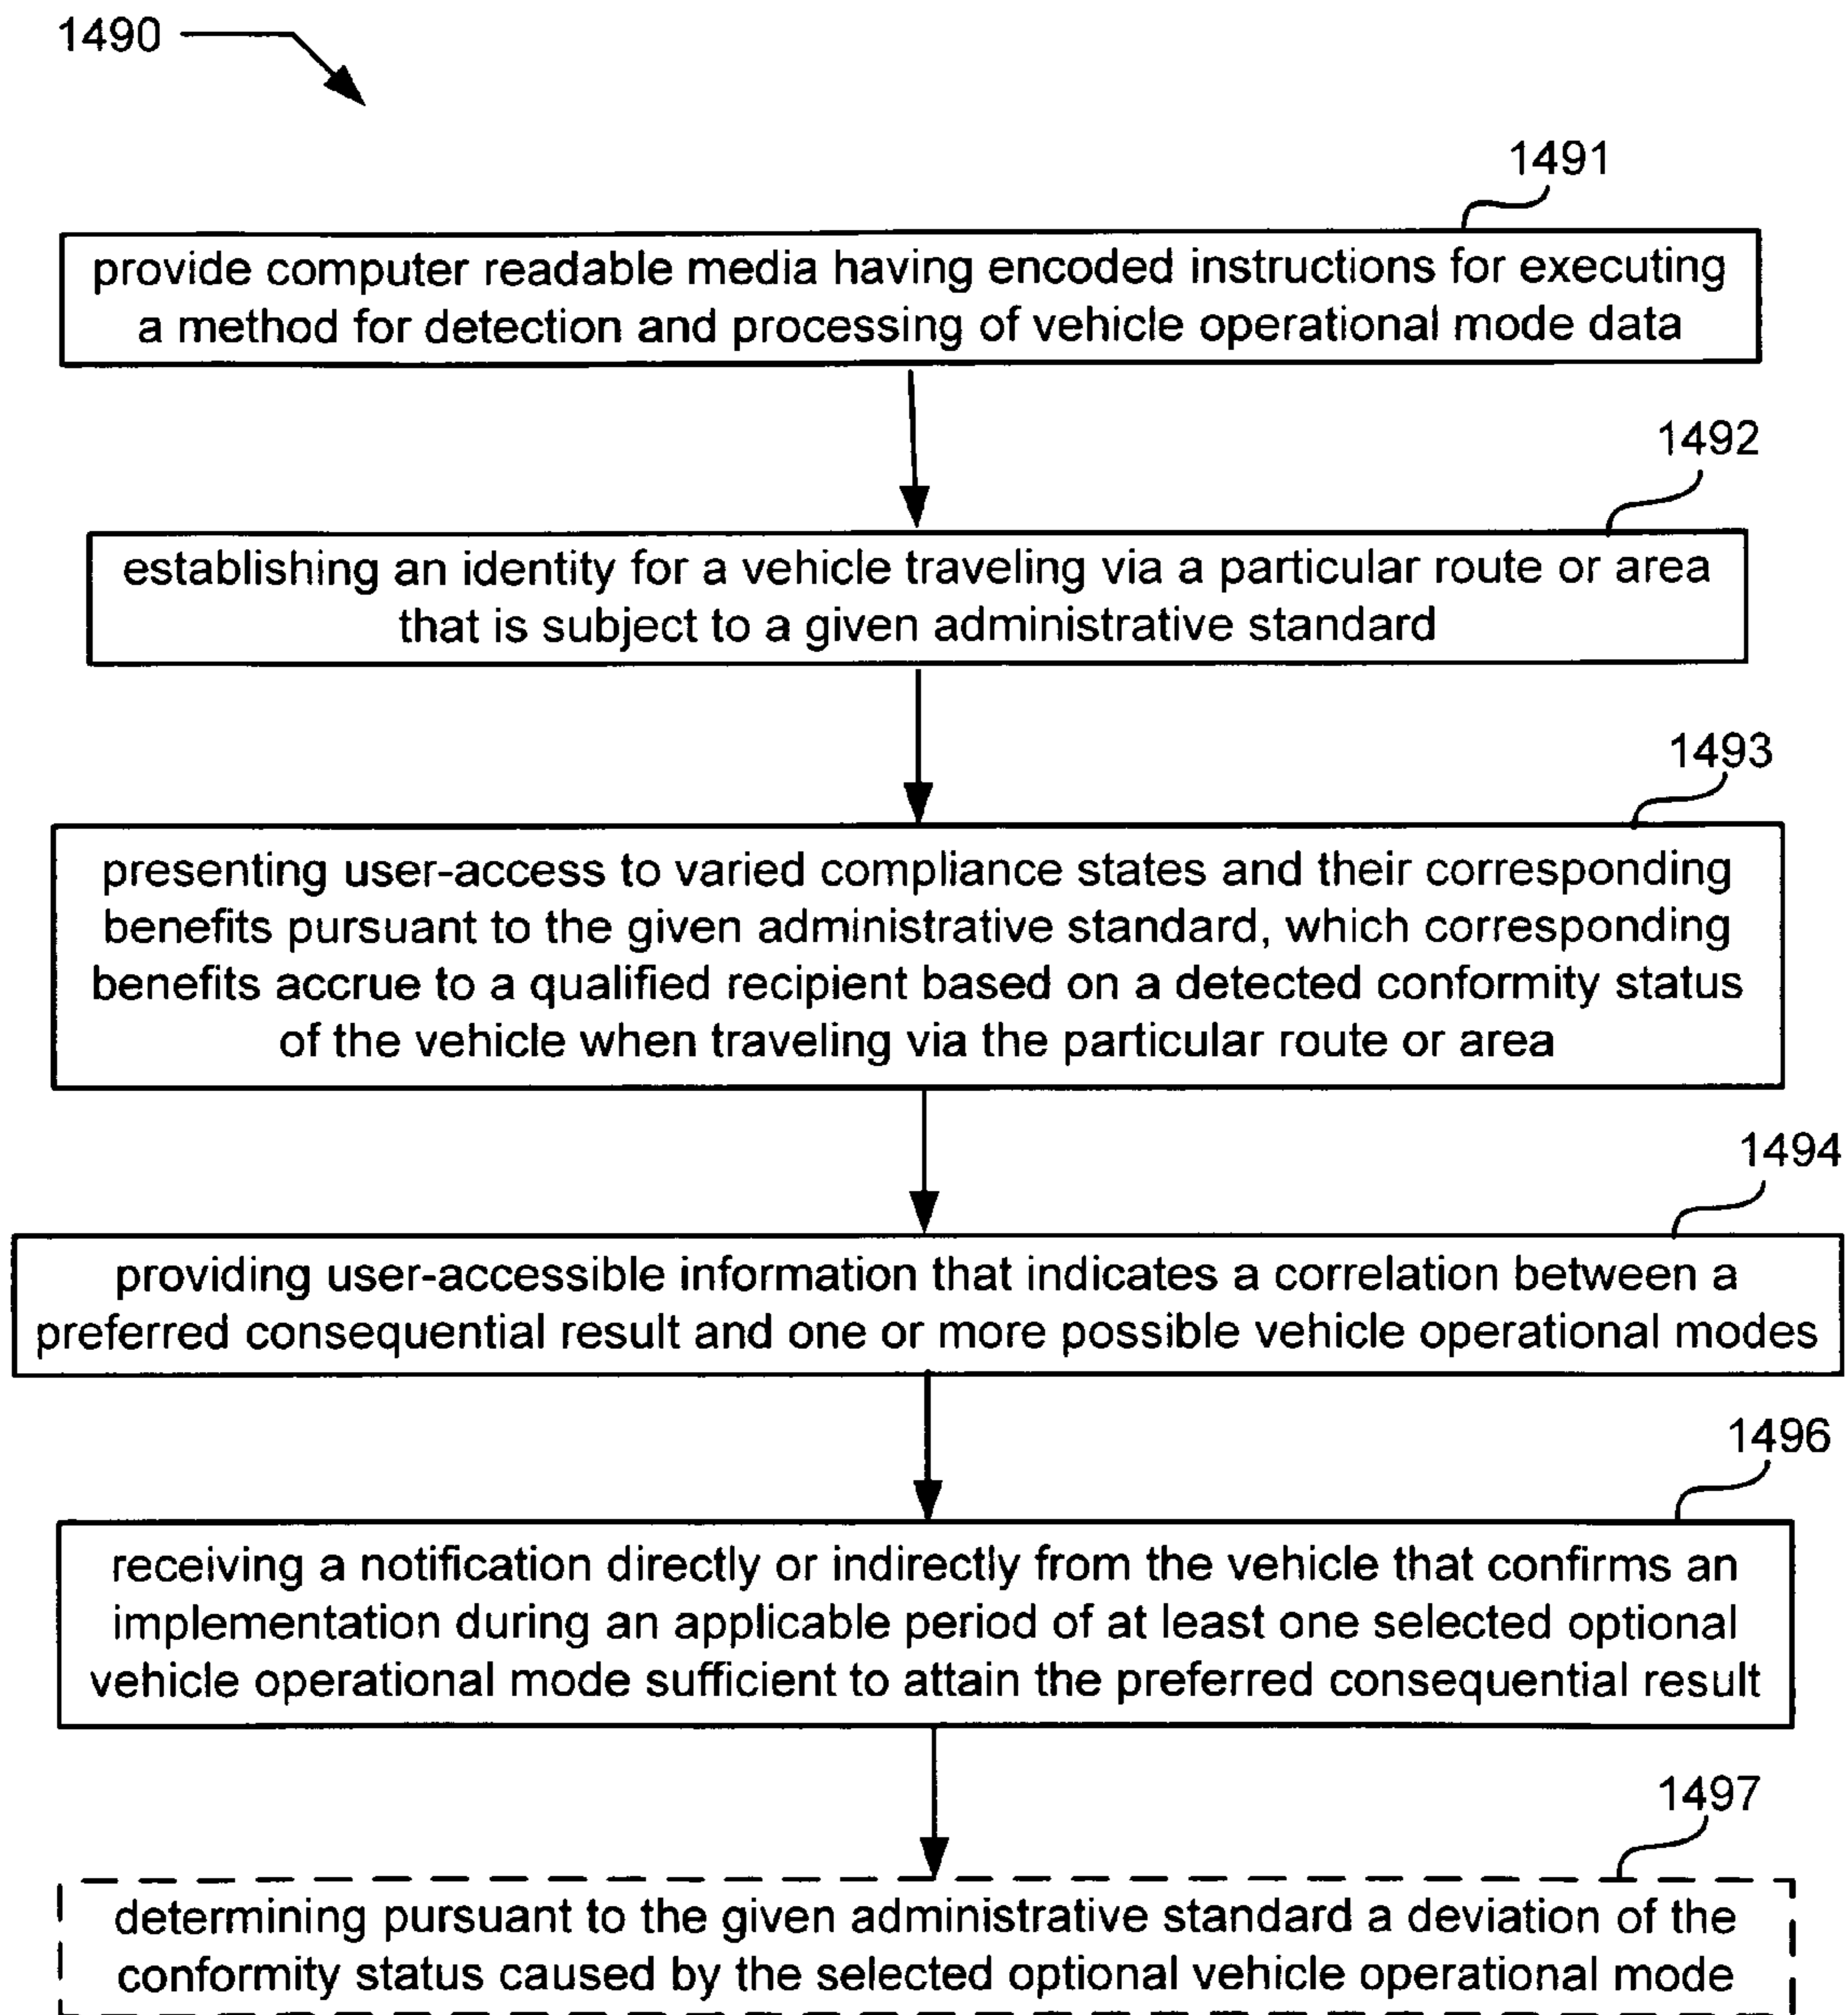 1490
1491
provide computer readable media having encoded instructions for executing
a method for detection and processing of vehicle operational mode data
1492
establishing an identity for a vehicle traveling via a particular route or area
that is subject to a given administrative standard
1493
presenting user-access to varied compliance states and their corresponding
benefits pursuant to the given administrative standard, which corresponding
benefits accrue to a qualified recipient based on a detected conformity status
of the vehicle when traveling via the particular route or area
1494
providing user-accessible information that indicates a correlation between a
preferred consequential result and one or more possible vehicle operational modes
1496
receiving a notification directly or indirectly from the vehicle that confirms an
implementation during an applicable period of at least one selected optional
vehicle operational mode sufficient to attain the preferred consequential result
1497
determining pursuant to the given administrative standard a deviation of the
conformity status caused by the selected optional vehicle operational mode